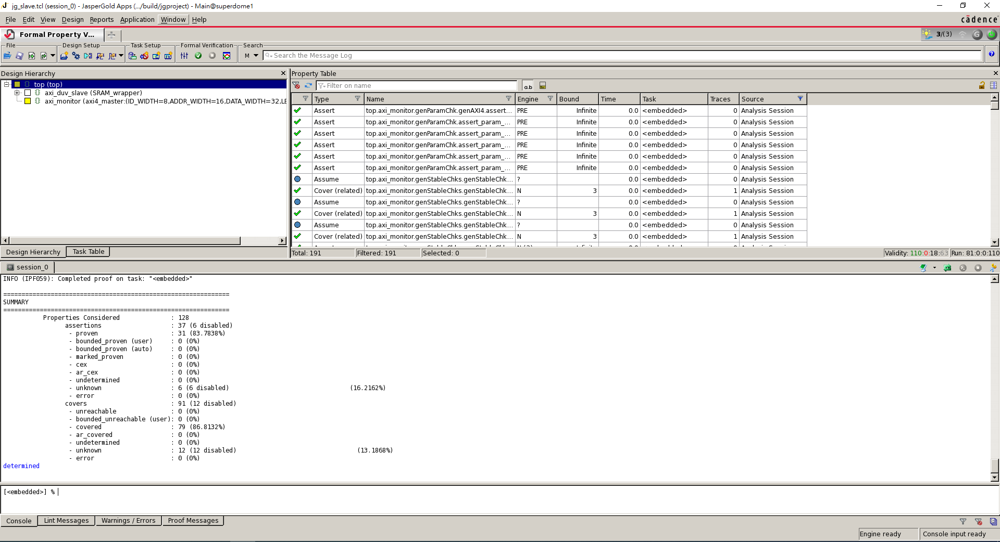 jg_slave.tcl (session_0) - JasperGold Apps (.../build/jgproject) - Main@superdome1
File Edit View Design Reports Application Window Help
cādence
Formal Property V...
3/(3)
File Design Setup Task Setup Formal Verification Search
M Search the Message Log
Design Hierarchy
top (top)
axi_duv_slave (SRAM_wrapper)
axi_monitor (axi4_master:(ID_WIDTH=8,ADDR_WIDTH=16,DATA_WIDTH=32,LE
Design Hierarchy Task Table
Property Table
Filter on name
a.b
Type Name Engine Bound Time Task Traces Source
Assert top.axi_monitor.genParamChk.genAXI4.assert... PRE Infinite 0.0 <embedded> 0 Analysis Session
Assert top.axi_monitor.genParamChk.assert_param_... PRE Infinite 0.0 <embedded> 0 Analysis Session
Assert top.axi_monitor.genParamChk.assert_param_... PRE Infinite 0.0 <embedded> 0 Analysis Session
Assert top.axi_monitor.genParamChk.assert_param_... PRE Infinite 0.0 <embedded> 0 Analysis Session
Assert top.axi_monitor.genParamChk.assert_param_... PRE Infinite 0.0 <embedded> 0 Analysis Session
Assert top.axi_monitor.genParamChk.assert_param_... PRE Infinite 0.0 <embedded> 0 Analysis Session
Assume top.axi_monitor.genStableChks.genStableChk... ? 0.0 <embedded> 0 Analysis Session
Cover (related) top.axi_monitor.genStableChks.genStableChk... N 3 0.0 <embedded> 1 Analysis Session
Assume top.axi_monitor.genStableChks.genStableChk... ? 0.0 <embedded> 0 Analysis Session
Cover (related) top.axi_monitor.genStableChks.genStableChk... N 3 0.0 <embedded> 1 Analysis Session
Assume top.axi_monitor.genStableChks.genStableChk... ? 0.0 <embedded> 0 Analysis Session
Cover (related) top.axi_monitor.genStableChks.genStableChk... N 3 0.0 <embedded> 1 Analysis Session
Total: 191 Filtered: 191 Selected: 0 Validity: 110:0:18:63 Run: 81:0:0:110
session_0
INFO (IPF059): Completed proof on task: "<embedded>"
==============================================================
SUMMARY
==============================================================
Properties Considered : 128
assertions : 37 (6 disabled)
- proven : 31 (83.7838%)
- bounded_proven (user) : 0 (0%)
- bounded_proven (auto) : 0 (0%)
- marked_proven : 0 (0%)
- cex : 0 (0%)
- ar_cex : 0 (0%)
- undetermined : 0 (0%)
- unknown : 6 (6 disabled) (16.2162%)
- error : 0 (0%)
covers : 91 (12 disabled)
- unreachable : 0 (0%)
- bounded_unreachable (user): 0 (0%)
- covered : 79 (86.8132%)
- ar_covered : 0 (0%)
- undetermined : 0 (0%)
- unknown : 12 (12 disabled) (13.1868%)
- error : 0 (0%)
determined
[<embedded>] %
Console Lint Messages Warnings / Errors Proof Messages
Engine ready Console input ready